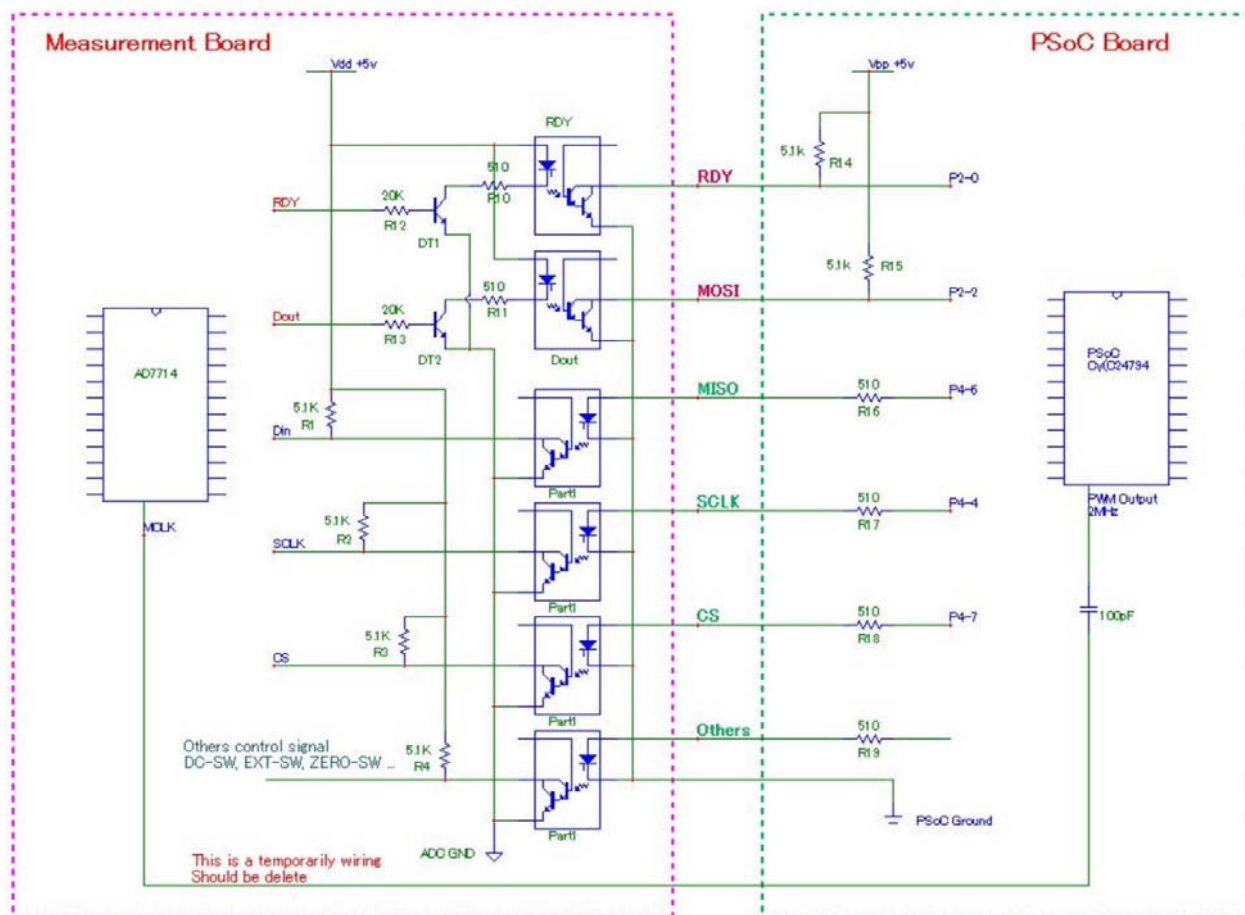 Measurement Board
PSoC Board
Vdd +5v
Vpp +5v
RDY
5.1k
R14
510
R10
RDY
P2-0
20K
RDY
R12
DT1
5.1k
R15
510
R11
MOSI
P2-2
20K
Dout
R13
DT2
Dout
AD7714
PSoC
Cy(C24794
MISO
510
R16
P4-6
5.1K
R1
Din
Part1
SCLK
510
R17
P4-4
PWM Output
2MHz
MCLK
5.1K
R2
SCLK
Part1
CS
510
R18
P4-7
100pF
5.1K
R3
CS
Part1
Others
510
R19
Others control signal
DC-SW, EXT-SW, ZERO-SW ...
5.1K
R4
Part1
PSoC Ground
ADC GND
This is a temporarily wiring
Should be delete